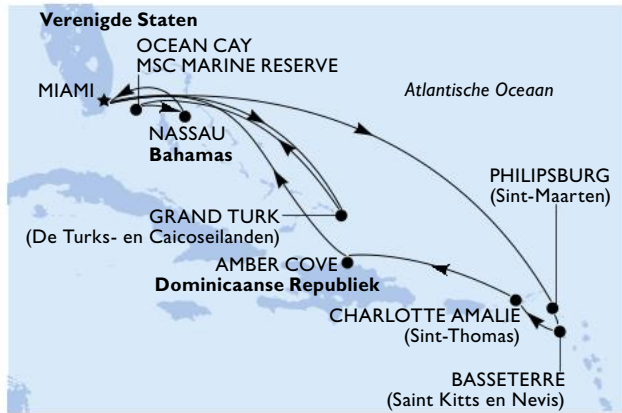 Verenigde Staten
OCEAN CAY
MSC MARINE RESERVE
MIAMI
Atlantische Oceaan
NASSAU
Bahamas
PHILIPSBURG
(Sint-Maarten)
GRAND TURK
(De Turks- en Caicoseilanden)
AMBER COVE
Dominicaanse Republiek
CHARLOTTE AMALIE
(Sint-Thomas)
BASSETERRE
(Saint Kitts en Nevis)